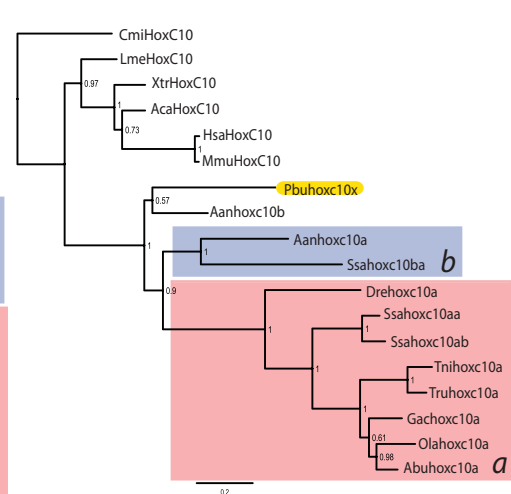 CmiHoxC10
LmeHoxC10
0.97
XtrHoxC10
1
AcaHoxC10
0.73
HsaHoxC10
1
MmuHoxC10
Pbuhoxc10x
0.57
Aanhoxc10b
1
Aanhoxc10a
1
Ssahoxc10ba
b
0.9
Drehoxc10a
Ssahoxc10aa
1
1
Ssahoxc10ab
1
Tnihoxc10a
1
Truhoxc10a
1
Gachoxc10a
0.61
Olahoxc10a
0.98
Abuhoxc10a
a
0.2